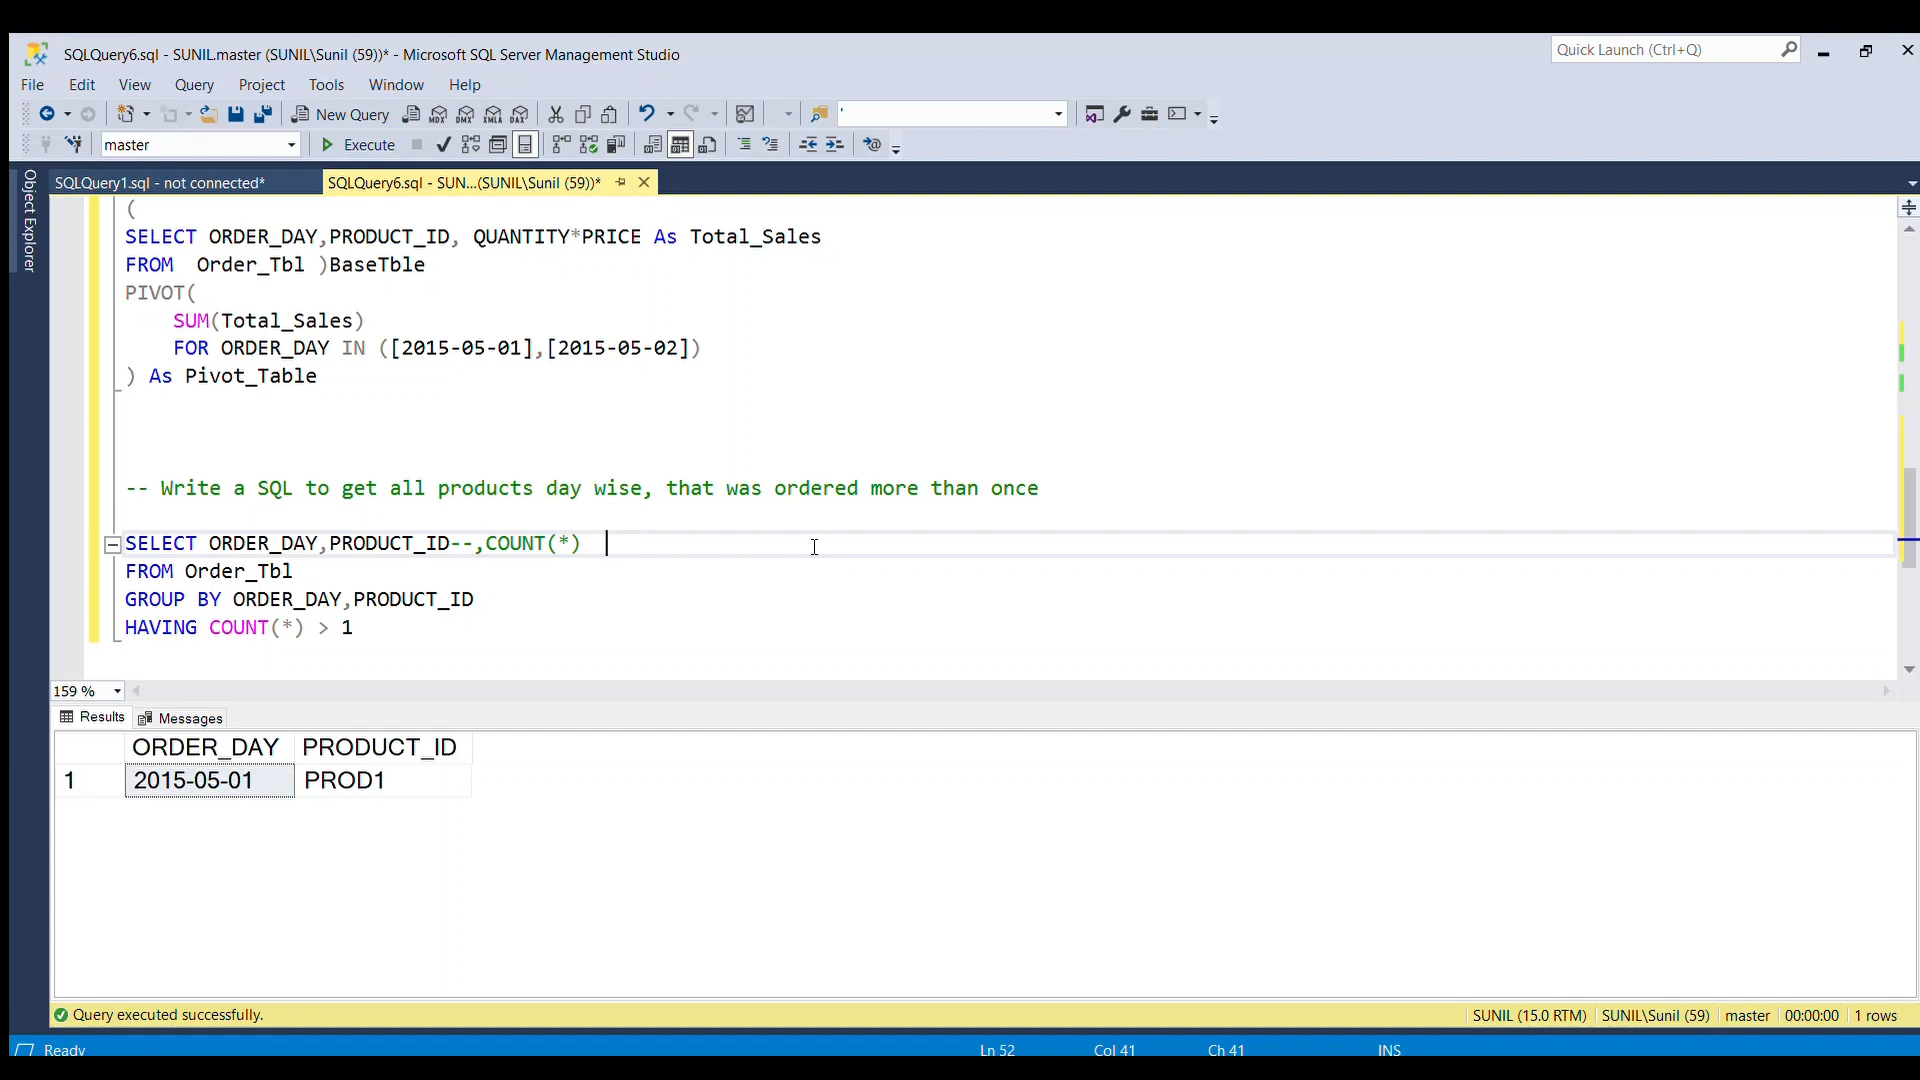 SQLQuery6.sql - SUNIL.master (SUNIL\Sunil (59))* - Microsoft SQL Server Management Studio
Quick Launch (Ctrl+Q)
File Edit View Query Project Tools Window Help
New Query
MDX DMX XMLA DAX
master
Execute
Object Explorer
SQLQuery1.sql - not connected*
SQLQuery6.sql - SUN...(SUNIL\Sunil (59))*
(
SELECT ORDER_DAY,PRODUCT_ID, QUANTITY*PRICE As Total_Sales
FROM  Order_Tbl )BaseTble
PIVOT(
    SUM(Total_Sales)
    FOR ORDER_DAY IN ([2015-05-01],[2015-05-02])
) As Pivot_Table
-- Write a SQL to get all products day wise, that was ordered more than once
SELECT ORDER_DAY,PRODUCT_ID--,COUNT(*)
FROM Order_Tbl
GROUP BY ORDER_DAY,PRODUCT_ID
HAVING COUNT(*) > 1
159 %
Results Messages
ORDER_DAY PRODUCT_ID
1 2015-05-01 PROD1
Query executed successfully.
SUNIL (15.0 RTM) SUNIL\Sunil (59) master 00:00:00 1 rows
Ready Ln 52 Col 41 Ch 41 INS